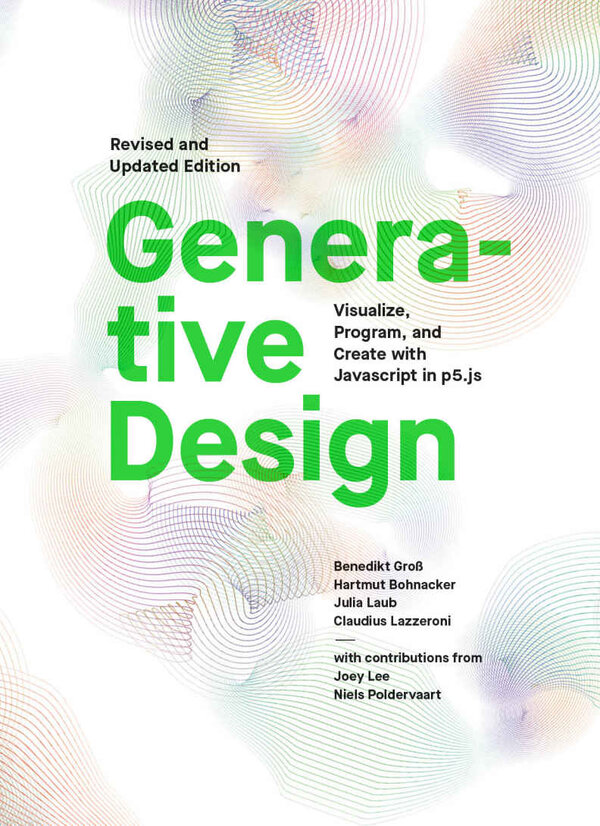 Revised and
Updated Edition
Genera-
tive
Design
Visualize,
Program, and
Create with
Javascript in p5.js
Benedikt Groß
Hartmut Bohnacker
Julia Laub
Claudius Lazzeroni
with contributions from
Joey Lee
Niels Poldervaart